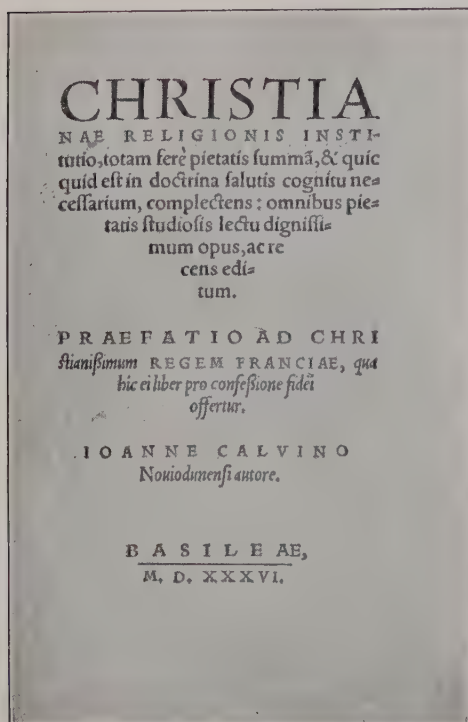 CHRISTIA
NAE RELIGIONIS INSTI⸗
tutio, totam ferè pietatis ſummã, & quic
quid eſt in doctrina ſalutis cognitu ne⸗
ceſſarium, complectens: omnibus pie⸗
tatis ſtudioſis lectu digniſſi⸗
mum opus, ac re
cens edi⸗
tum.
PRAEFATIO AD CHRI
ſtianißimum REGEM FRANCIAE, qua
hic ei liber pro confeßione fidei
offertur.
IOANNE CALVINO
Nouiodunenſi autore.
BASILEAE,
M. D. XXXVI.